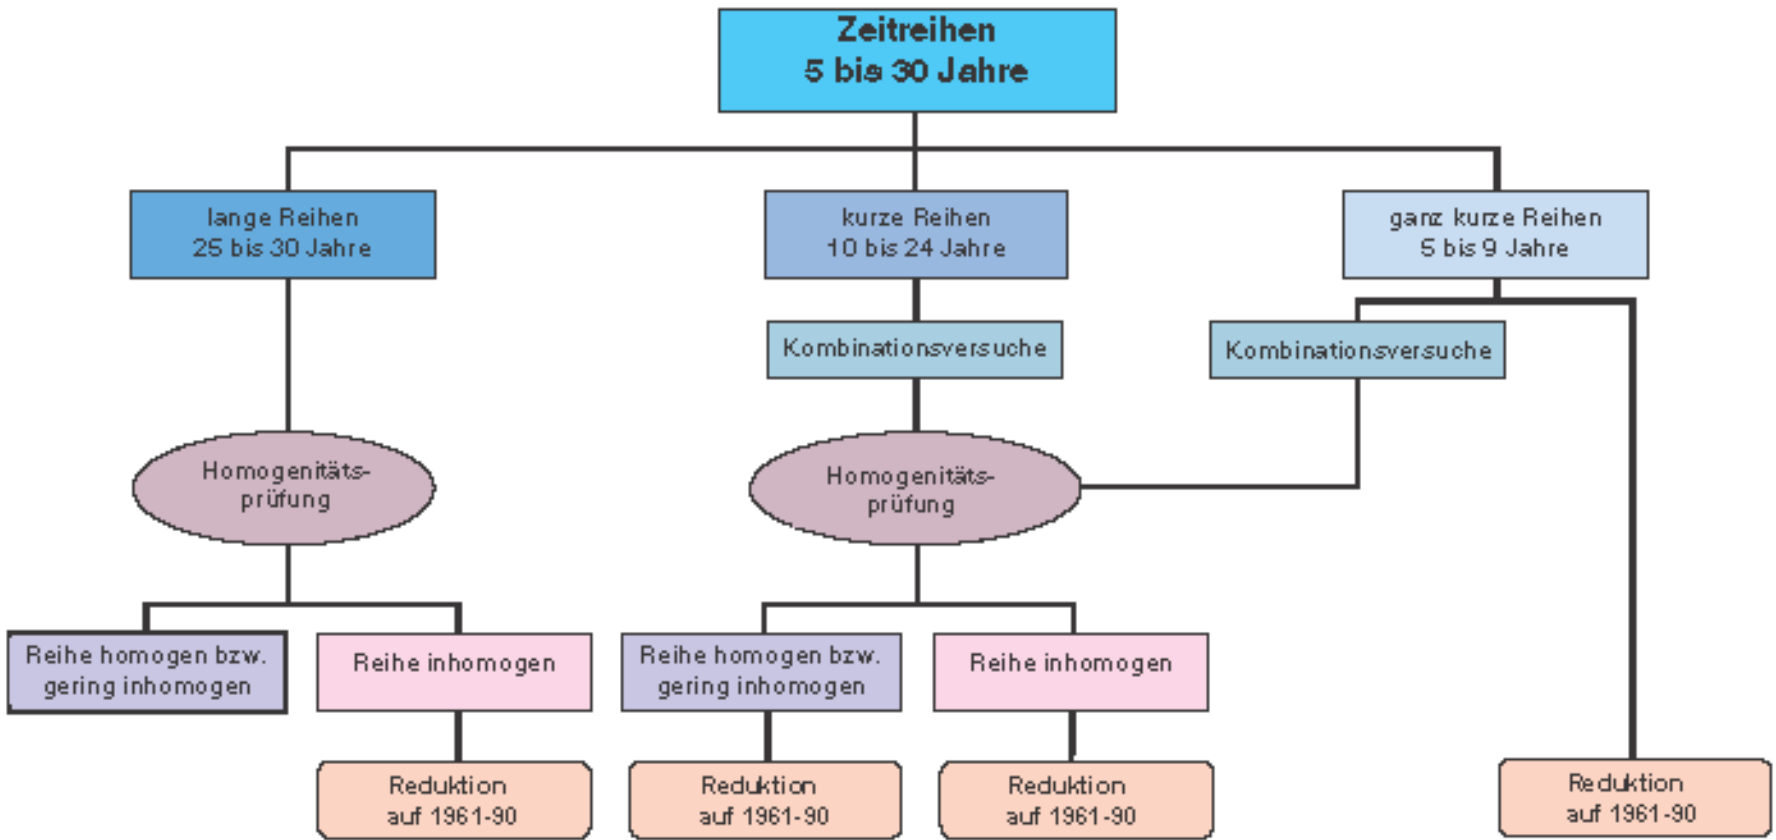 Zeitreihen
5 bis 30 Jahre
lange Reihen
25 bis 30 Jahre
kurze Reihen
10 bis 24 Jahre
ganz kurze Reihen
5 bis 9 Jahre
Kombinationsversuche
Kombinationsversuche
Homogenitäts-
prüfung
Homogenitäts-
prüfung
Reihe homogen bzw.
gering inhomogen
Reihe inhomogen
Reihe homogen bzw.
gering inhomogen
Reihe inhomogen
Reduktion
auf 1961-90
Reduktion
auf 1961-90
Reduktion
auf 1961-90
Reduktion
auf 1961-90